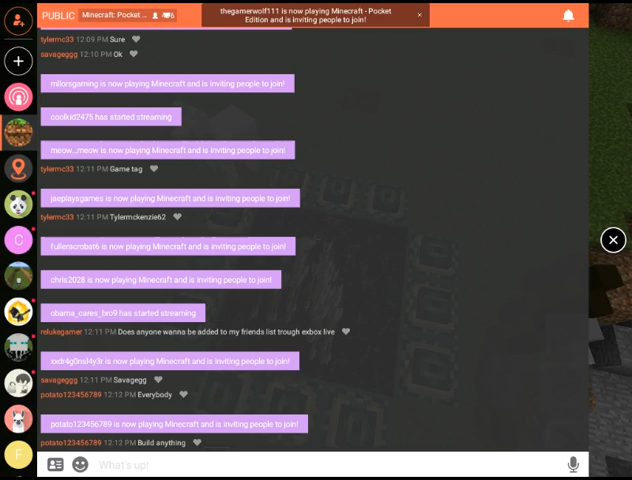 PUBLIC
Minecraft: Pocket ...
thegamerwolf111 is now playing Minecraft - Pocket
Edition and is inviting people to join!
tylermc33 12:09 PM Sure
savageggg 12:10 PM Ok
milorsgaming is now playing Minecraft and is inviting people to join!
coolkid2475 has started streaming
meow...meow is now playing Minecraft and is inviting people to join!
tylermc33 12:11 PM Game tag
jaeplaysgames is now playing Minecraft and is inviting people to join!
tylermc33 12:11 PM Tylermckenzie62
fulleracrobat6 is now playing Minecraft and is inviting people to join!
chris2028 is now playing Minecraft and is inviting people to join!
obama_cares_bro9 has started streaming
relukegamer 12:11 PM Does anyone wanna be added to my friends list trough exbox live
xxdr4g0nsl4y3r is now playing Minecraft and is inviting people to join!
savageggg 12:11 PM Savagegg
potato123456789 12:12 PM Everybody
potato123456789 is now playing Minecraft and is inviting people to join!
potato123456789 12:12 PM Build anything
What's up!
C
F